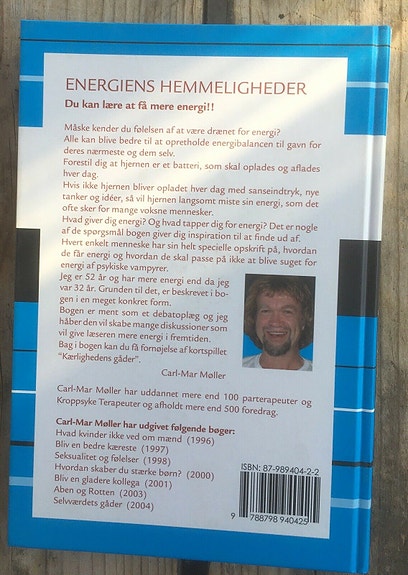 ENERGIENS HEMMELIGHEDER
Du kan lære at få mere energi!!
Måske kender du følelsen af at være drænet for energi?
Alle kan blive bedre til at opretholde energibalancen til gavn for
deres nærmeste og dem selv.
Forestil dig at hjernen er et batteri, som skal oplades og aflades
hver dag.
Hvis ikke hjernen bliver opladet hver dag med sanseindtryk, nye
tanker og idéer, så vil hjernen langsomt miste sin energi, som det
ofte sker for mange voksne mennesker.
Hvad giver dig energi? Og hvad tapper dig for energi? Det er nogle
af de spørgsmål bogen giver dig inspiration til at finde ud af.
Hvert enkelt menneske har sin helt specielle opskrift på, hvordan
de får energi og hvordan de skal passe på ikke at blive suget for
energi af psykiske vampyrer.
Jeg er 52 år og har mere energi end da jeg
var 32 år. Grunden til det, er beskrevet i bo-
gen i en meget konkret form.
Bogen er ment som et debatoplæg og jeg
håber den vil skabe mange diskussioner som
vil give læseren mere energi i fremtiden.
Bag i bogen kan du få fornøjelse af kortspillet
"Kærlighedens gåder".
Carl-Mar Møller
Carl-Mar Møller har uddannet mere end 100 parterapeuter og
Kroppsyke Terapeuter og afholdt mere end 500 foredrag.
Carl-Mar Møller har udgivet følgende bøger:
Hvad kvinder ikke ved om mænd (1996)
Bliv en bedre kæreste (1997)
Seksualitet og følelser (1998)
Hvordan skaber du stærke børn? (2000)
Bliv en gladere kollega (2001)
Aben og Rotten (2003)
Selvværdets gåder (2004)
ISBN: 87-989404-2-2
9 788798 940425